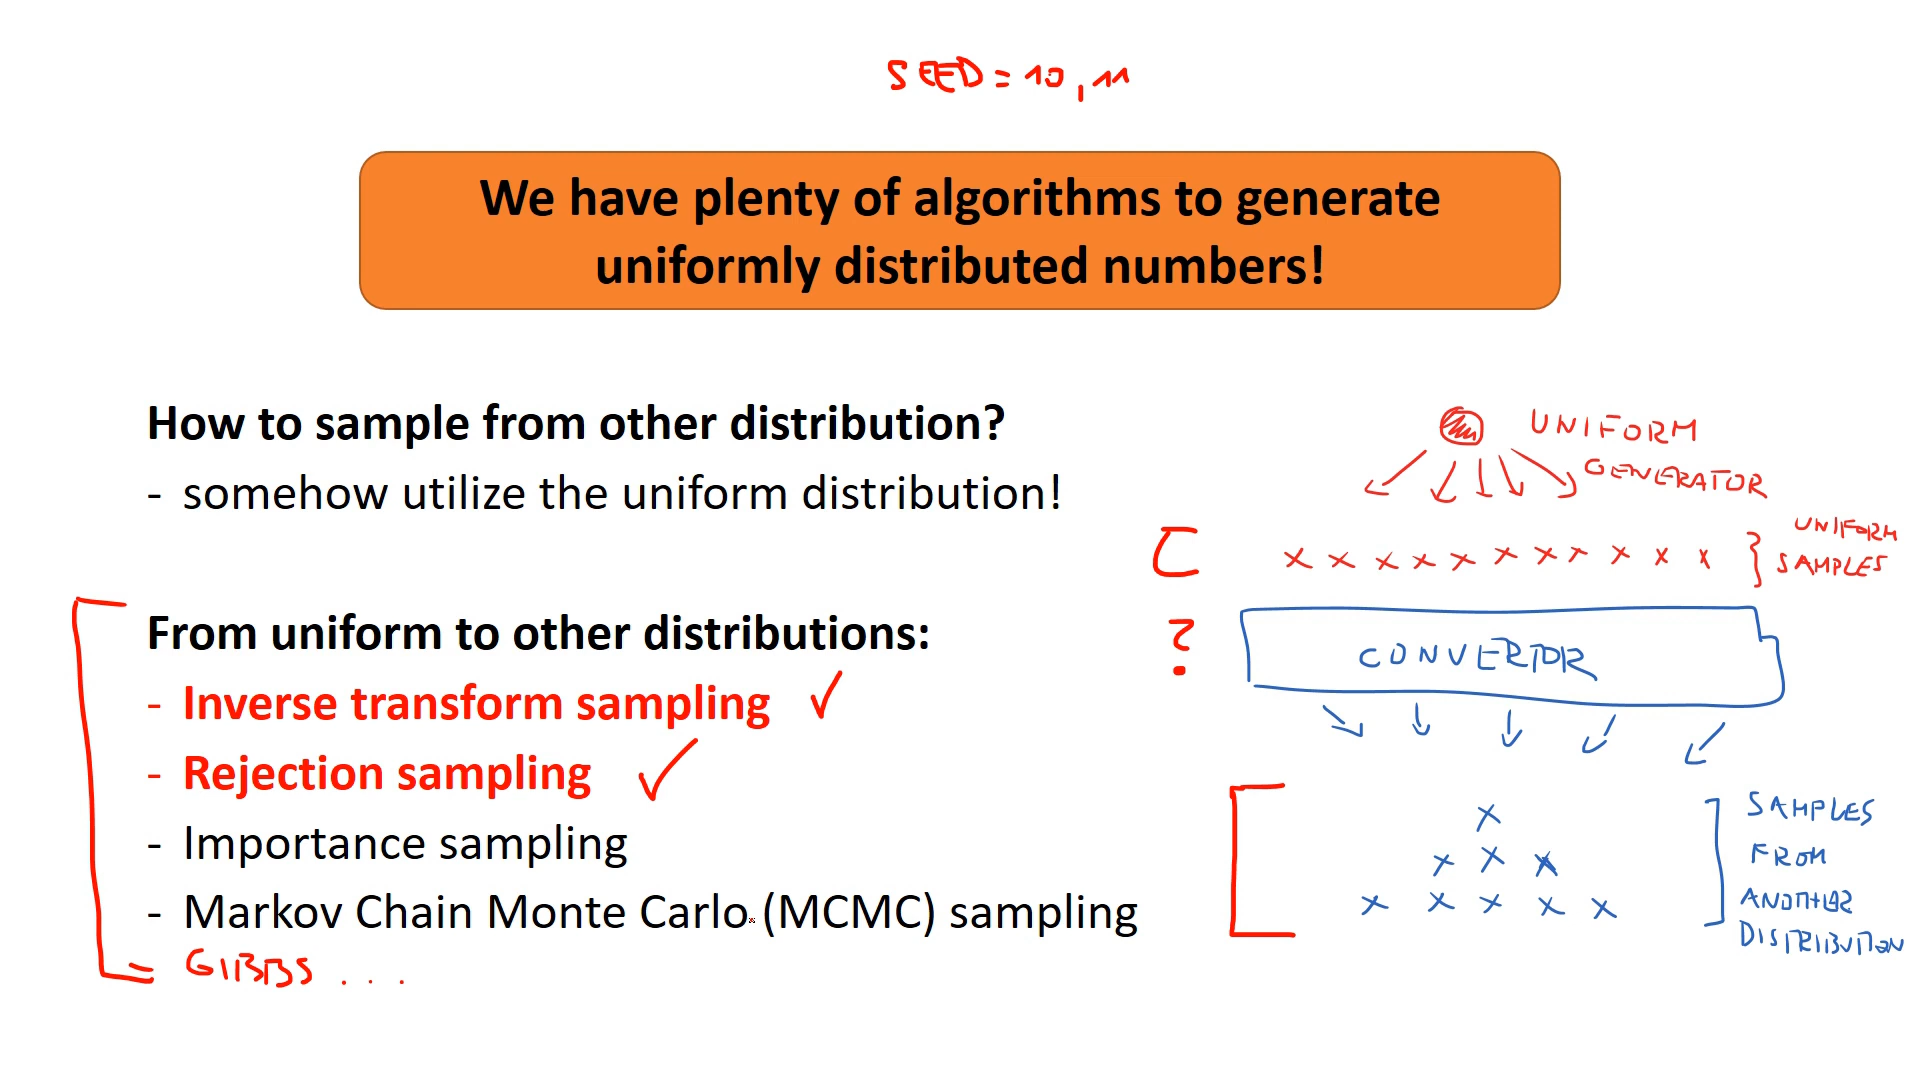 SEED = 10, 11
We have plenty of algorithms to generate
uniformly distributed numbers!
How to sample from other distribution?
- somehow utilize the uniform distribution!
From uniform to other distributions:
- Inverse transform sampling ✓
- Rejection sampling ✓
- Importance sampling
- Markov Chain Monte Carlo (MCMC) sampling
- GIBBS ...
UNIFORM
GENERATOR
UNIFORM
SAMPLES
?
CONVERTOR
SAMPLES
FROM
ANOTHER
DISTRIBUTION